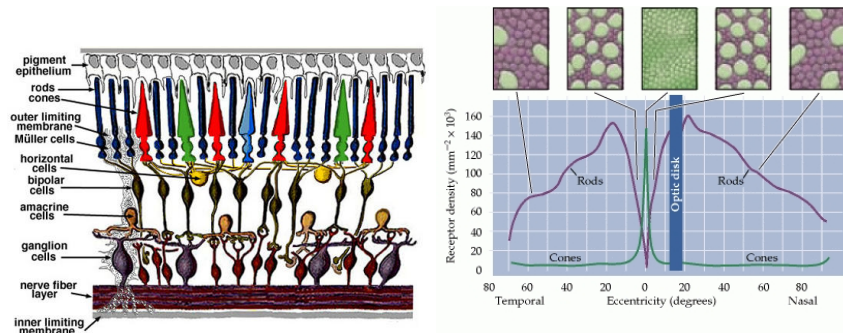 pigment
epithelium
rods
cones
outer limiting
membrane
Müller cells
horizontal
cells
bipolar
cells
amacrine
cells
ganglion
cells
nerve fiber
layer
inner limiting
membrane
Receptor density (mm⁻² × 10³)
160
140
120
100
80
60
40
20
0
Rods
Rods
Optic disk
Cones
Cones
80 60 40 20 0 20 40 60 80
Temporal Eccentricity (degrees) Nasal